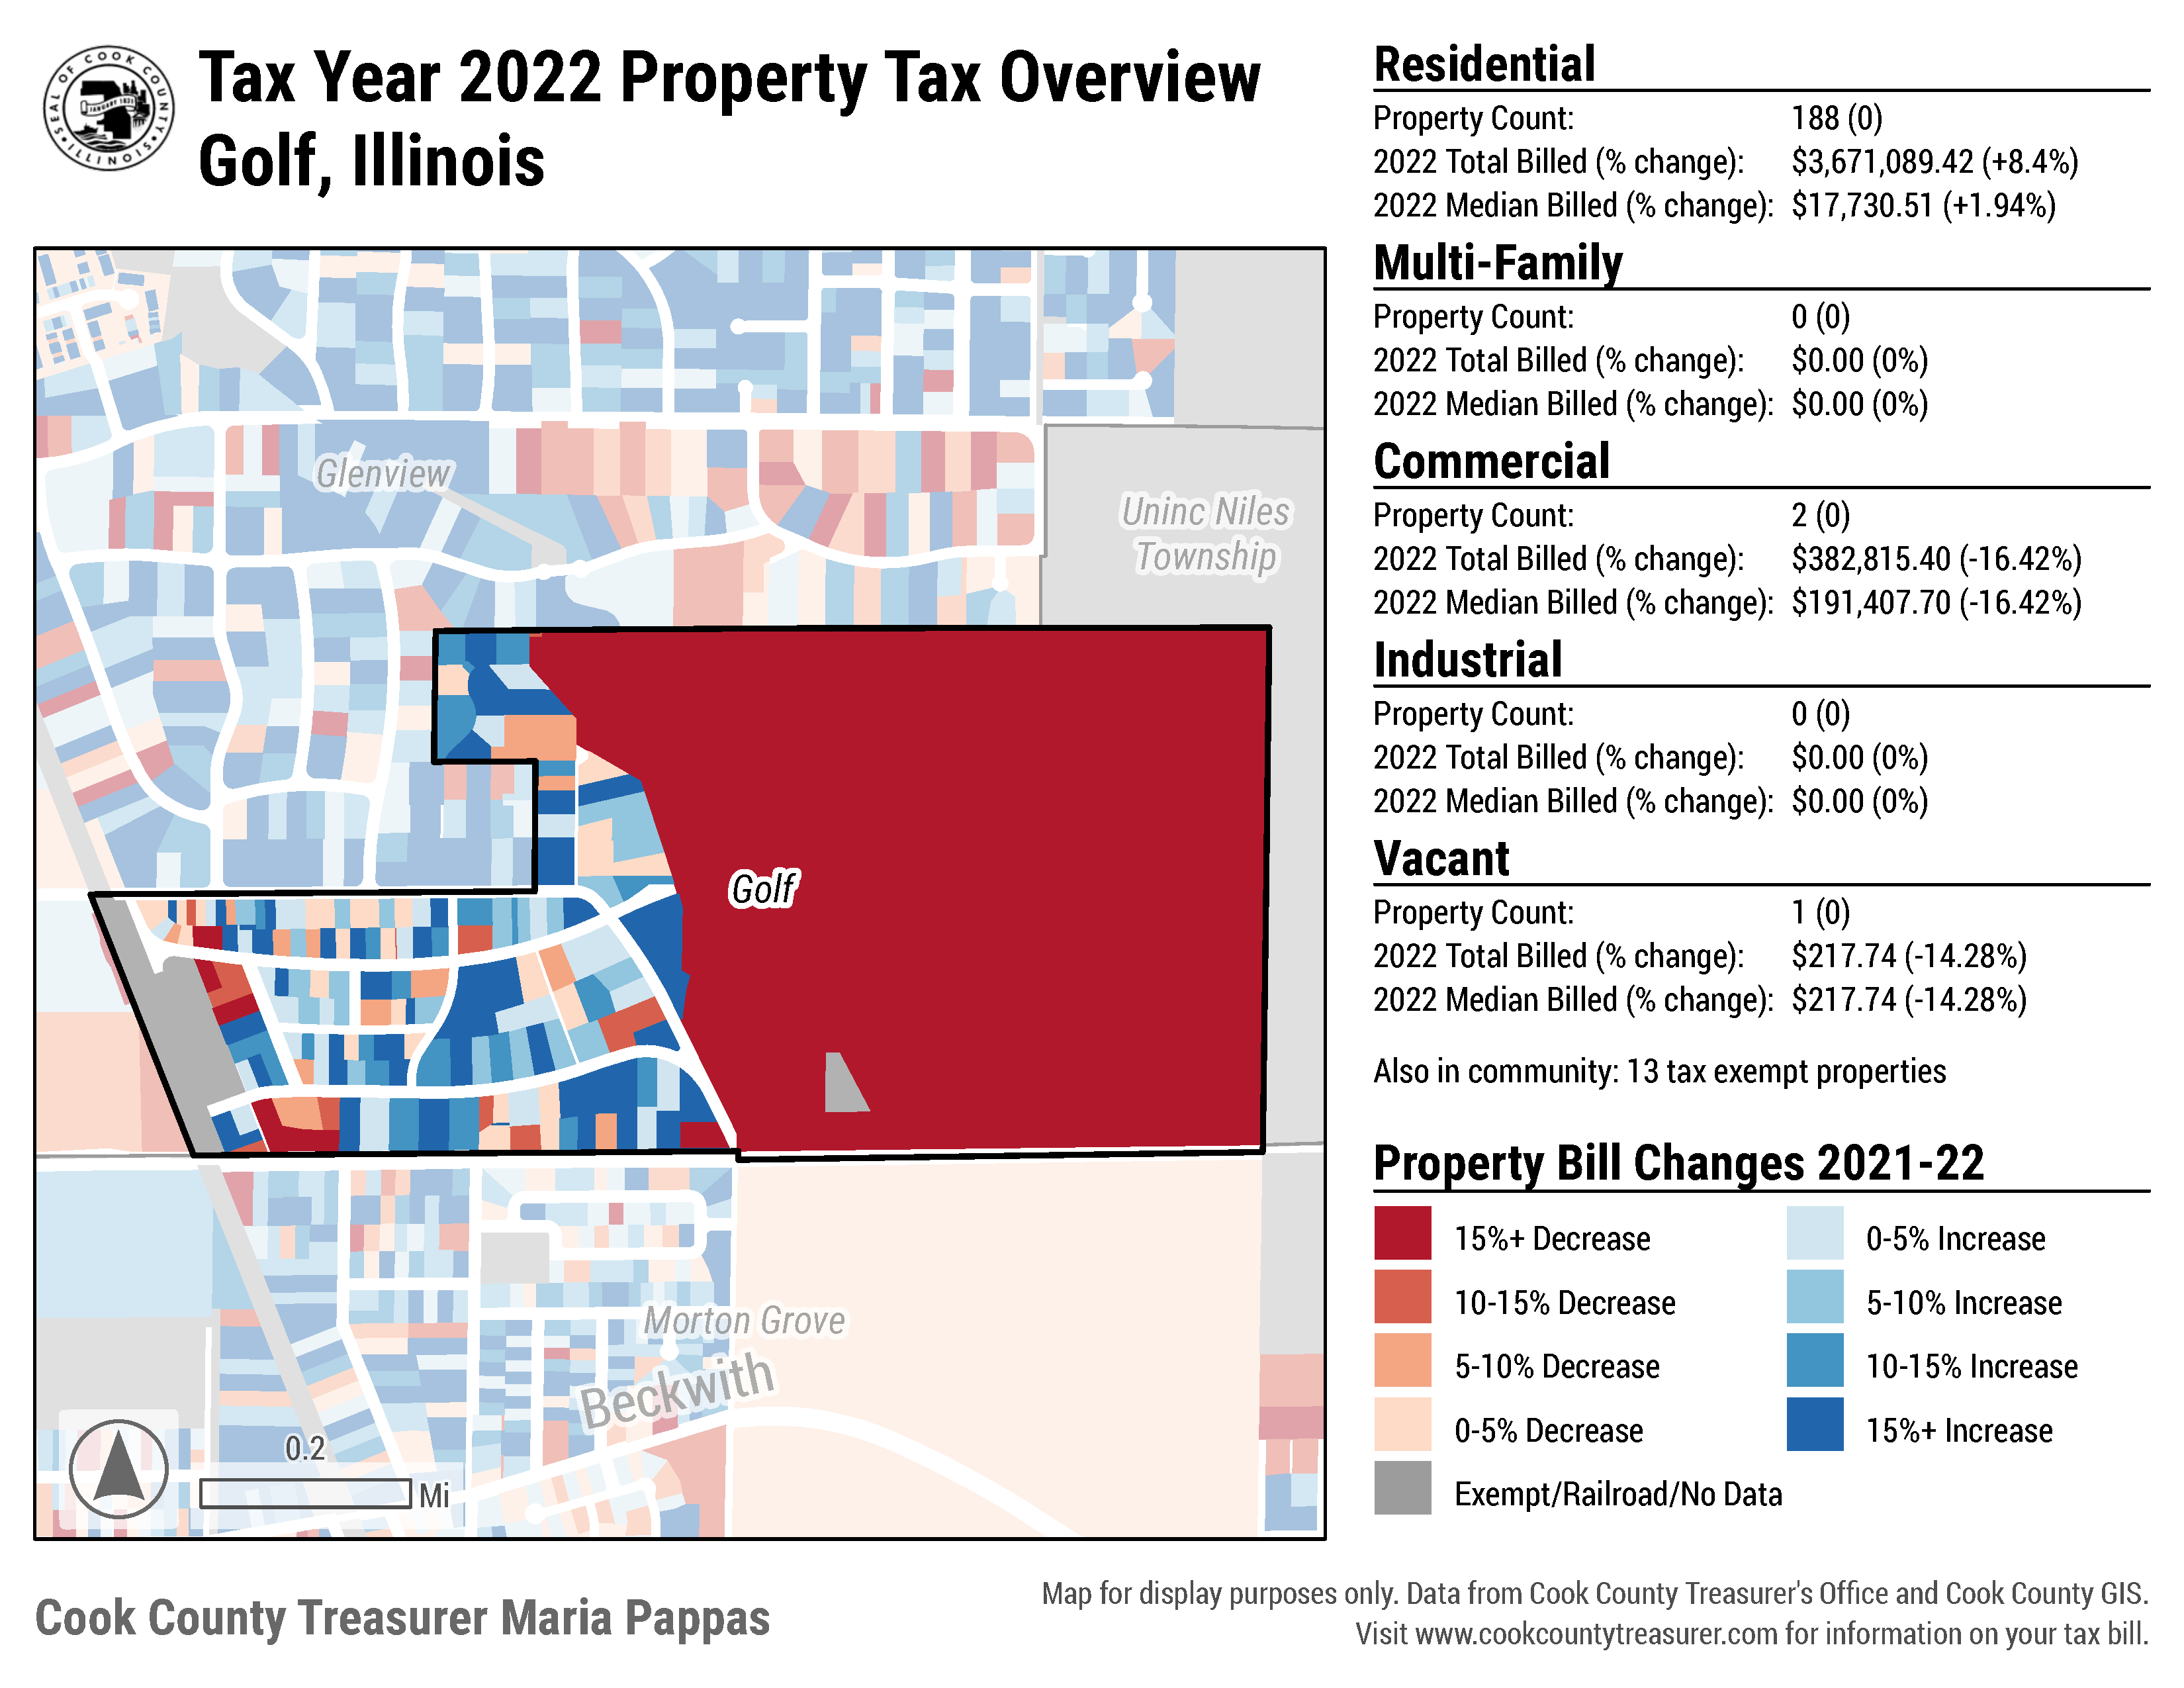 SEAL OF COOK COUNTY
ILLINOIS
JANUARY 1831
Tax Year 2022 Property Tax Overview
Golf, Illinois
Glenview
Uninc Niles
Township
Golf
Morton Grove
Beckwith
0.2
Mi
Residential
Property Count: 188 (0)
2022 Total Billed (% change): $3,671,089.42 (+8.4%)
2022 Median Billed (% change): $17,730.51 (+1.94%)
Multi-Family
Property Count: 0 (0)
2022 Total Billed (% change): $0.00 (0%)
2022 Median Billed (% change): $0.00 (0%)
Commercial
Property Count: 2 (0)
2022 Total Billed (% change): $382,815.40 (-16.42%)
2022 Median Billed (% change): $191,407.70 (-16.42%)
Industrial
Property Count: 0 (0)
2022 Total Billed (% change): $0.00 (0%)
2022 Median Billed (% change): $0.00 (0%)
Vacant
Property Count: 1 (0)
2022 Total Billed (% change): $217.74 (-14.28%)
2022 Median Billed (% change): $217.74 (-14.28%)
Also in community: 13 tax exempt properties
Property Bill Changes 2021-22
15%+ Decrease
10-15% Decrease
5-10% Decrease
0-5% Decrease
Exempt/Railroad/No Data
0-5% Increase
5-10% Increase
10-15% Increase
15%+ Increase
Cook County Treasurer Maria Pappas
Map for display purposes only. Data from Cook County Treasurer's Office and Cook County GIS.
Visit www.cookcountytreasurer.com for information on your tax bill.